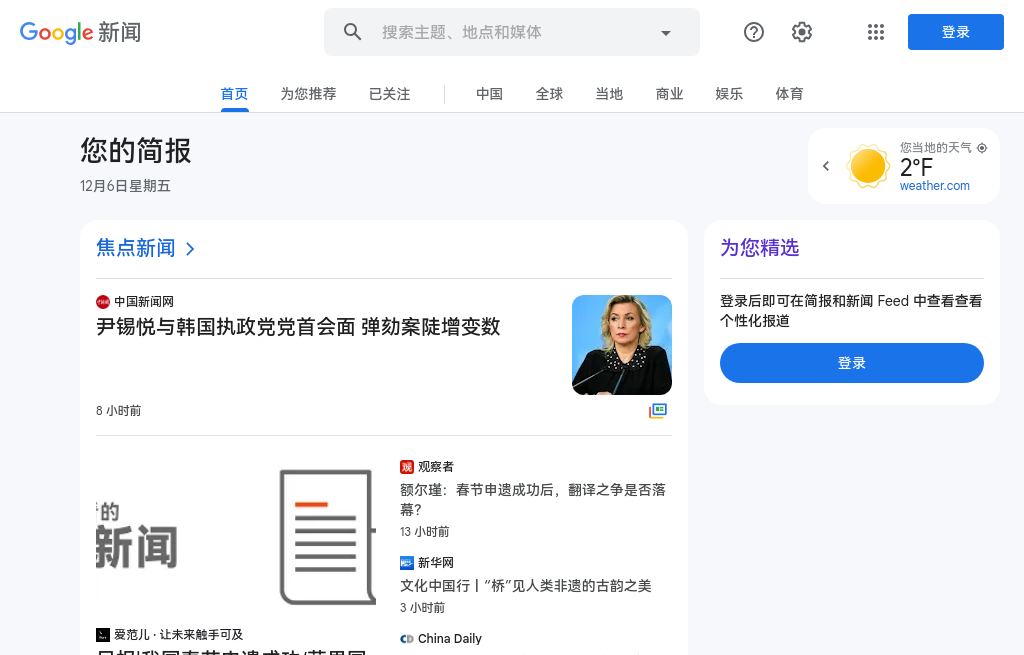 Google 新闻
搜索主题、地点和媒体
登录
首页
为您推荐
已关注
中国
全球
当地
商业
娱乐
体育
您的简报
12月6日星期五
您当地的天气
2°F
weather.com
焦点新闻
中国新闻网
尹锡悦与韩国执政党党首会面 弹劾案陡增变数
8 小时前
为您精选
登录后即可在简报和新闻 Feed 中查看查看
个性化报道
登录
的
新闻
爱范儿 · 让未来触手可及
观察者
额尔瑾：春节申遗成功后，翻译之争是否落
幕？
13 小时前
新华网
文化中国行丨“桥”见人类非遗的古韵之美
3 小时前
China Daily